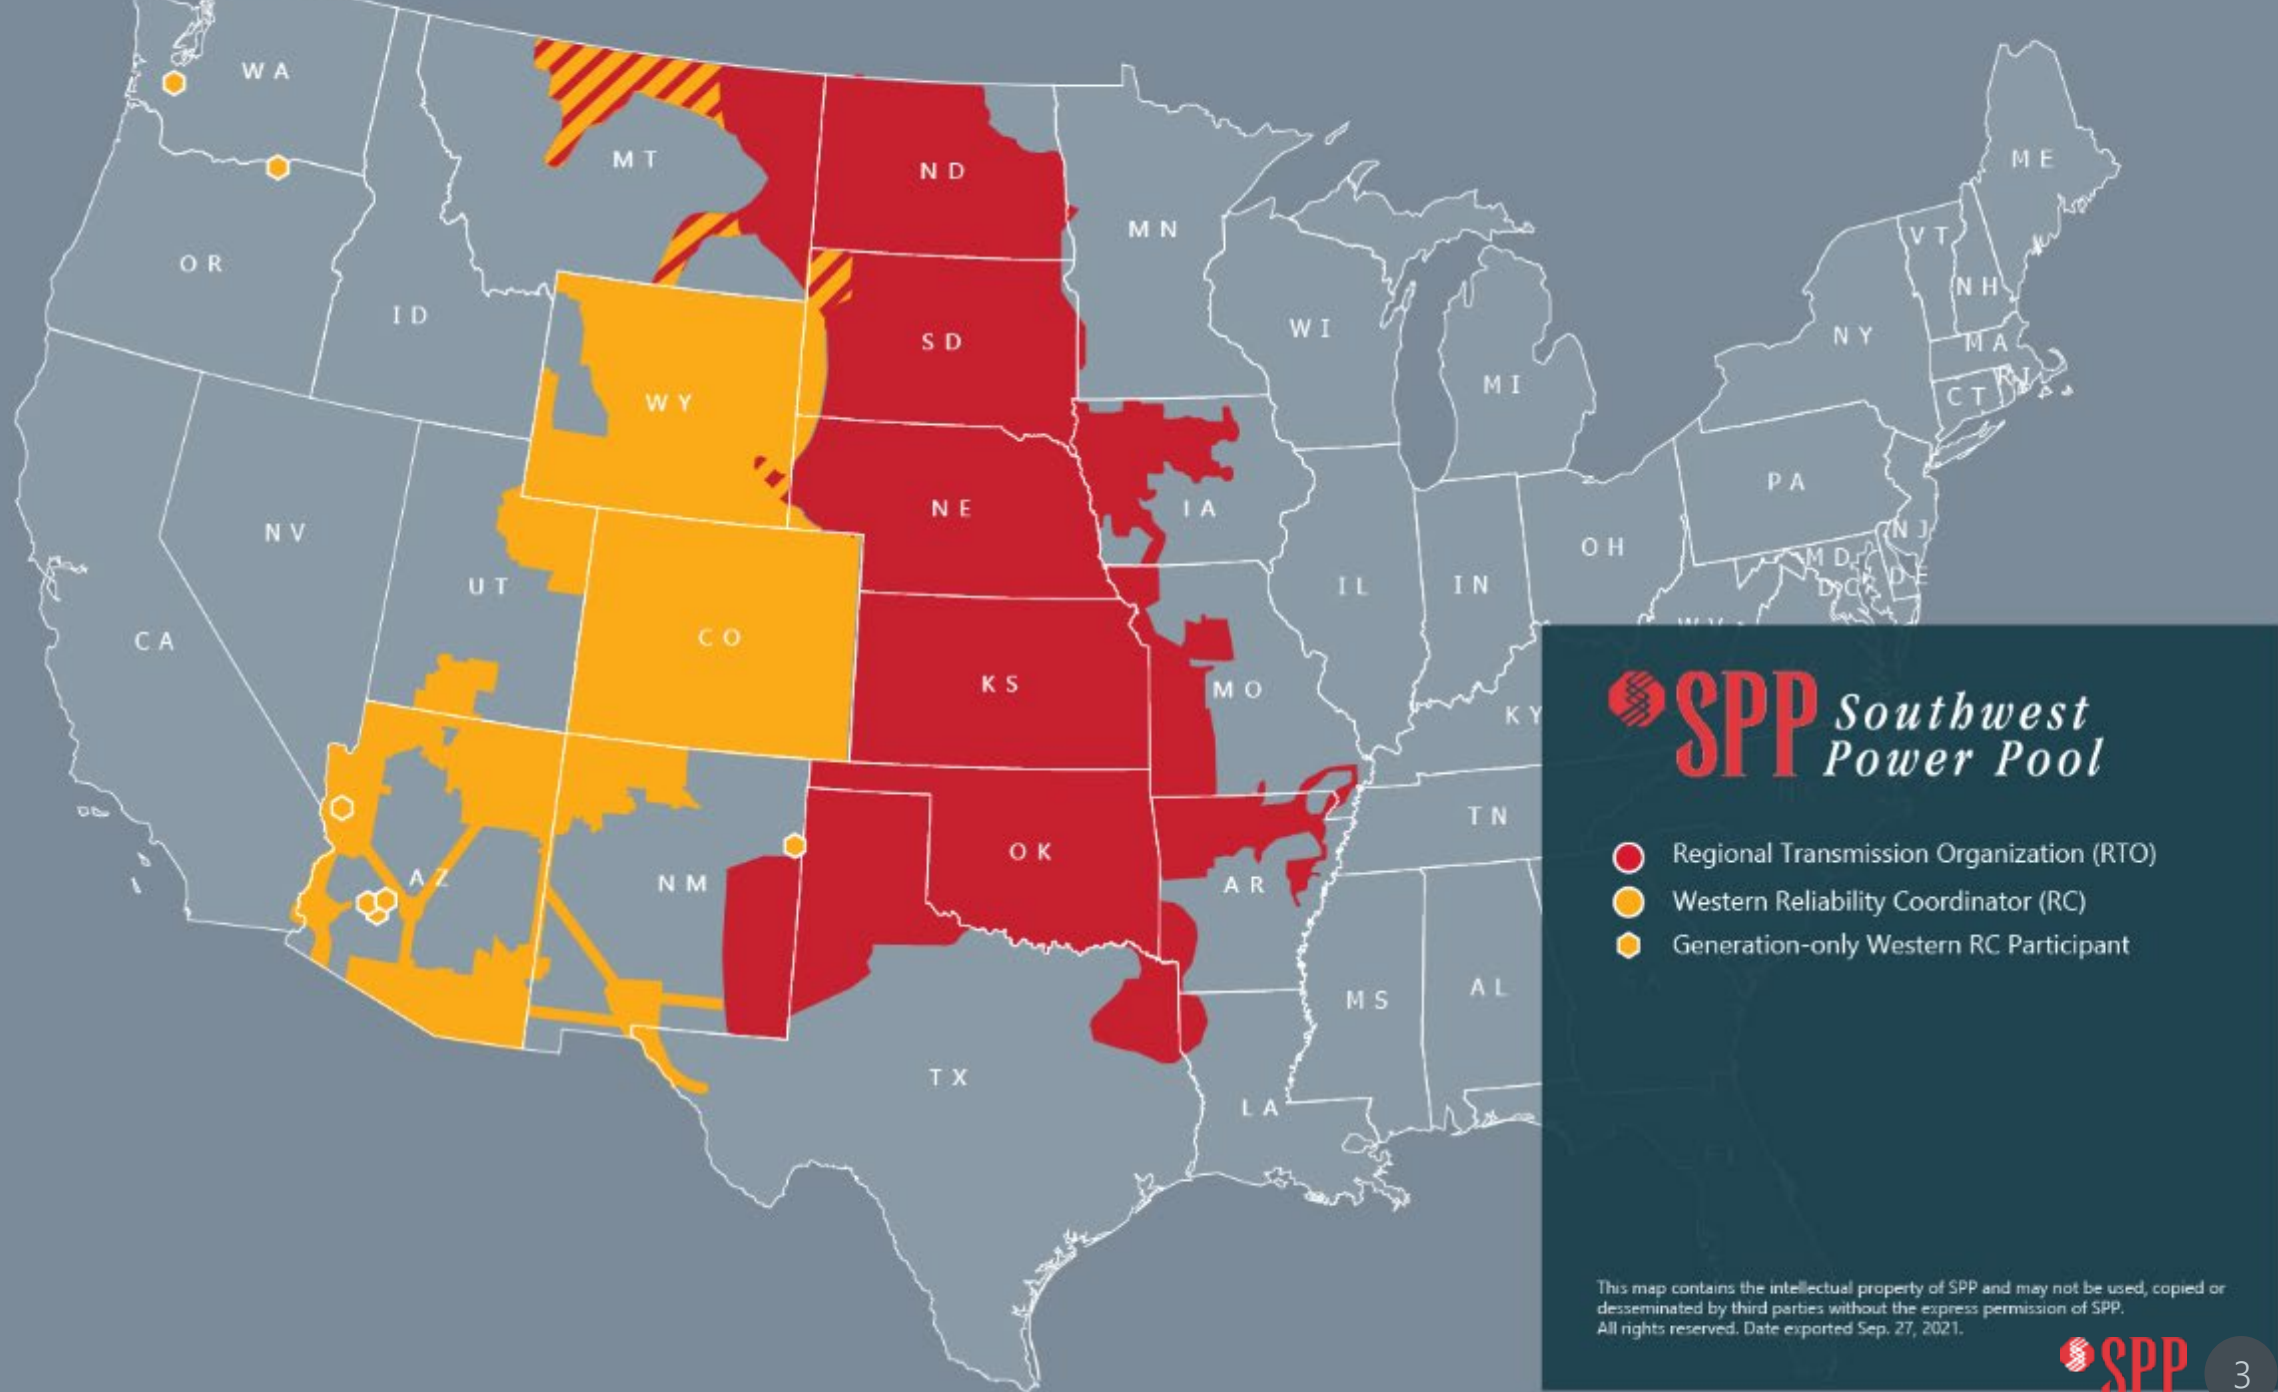 WA
MT
ND
MN
ME
OR
ID
SD
WI
MI
VT
NH
NY
MA
RI
CT
WY
NE
IA
PA
NJ
NV
UT
CO
IL
IN
OH
MD
DE
DC
WV
CA
KS
MO
KY
AZ
NM
OK
AR
TN
TX
LA
MS
AL
SPP Southwest
Power Pool
Regional Transmission Organization (RTO)
Western Reliability Coordinator (RC)
Generation-only Western RC Participant
This map contains the intellectual property of SPP and may not be used, copied or
desseminated by third parties without the express permission of SPP.
All rights reserved. Date exported Sep. 27, 2021.
SPP
3